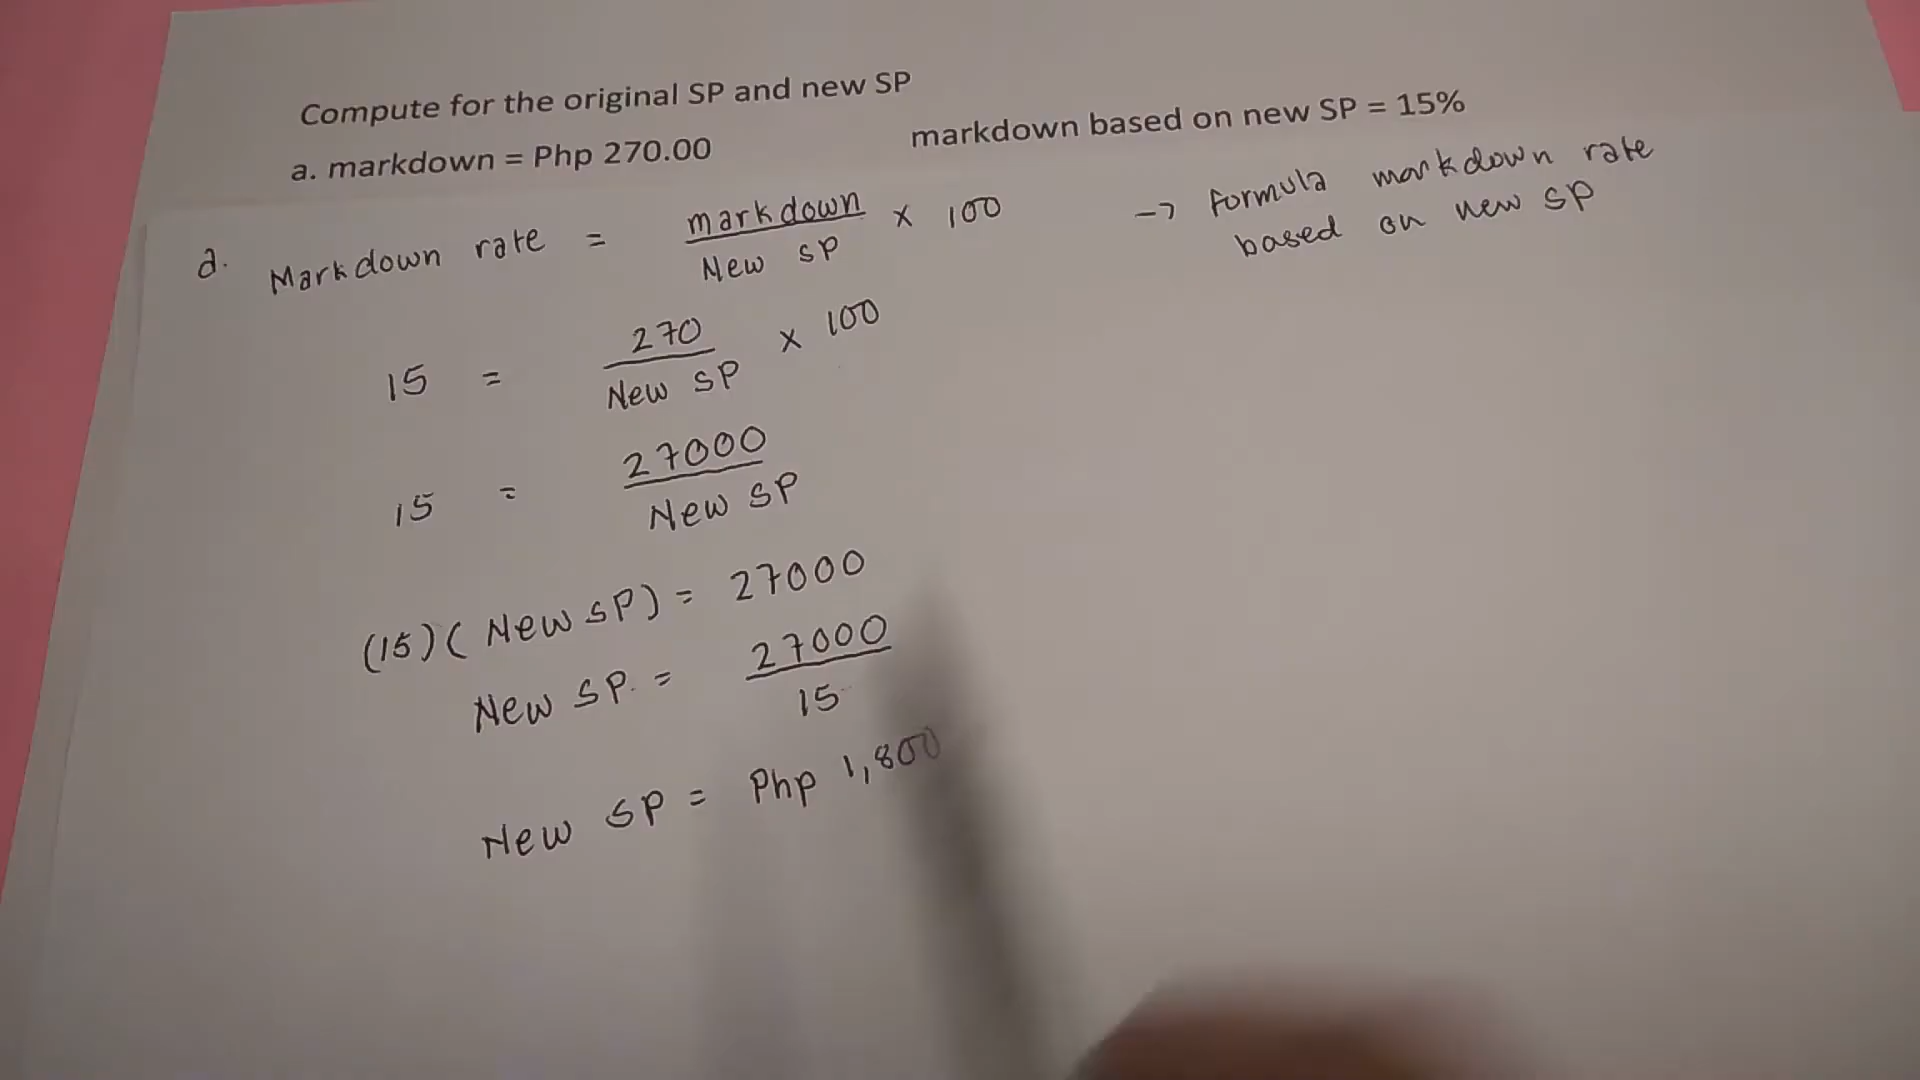 Compute for the original SP and new SP
a. markdown = Php 270.00 markdown based on new SP = 15%
a. Markdown rate = markdown / New SP x 100 → formula markdown rate based on new SP
15 = 270 / New SP x 100
15 = 27000 / New SP
(15)(New SP) = 27000
New SP = 27000 / 15
New SP = Php 1,800